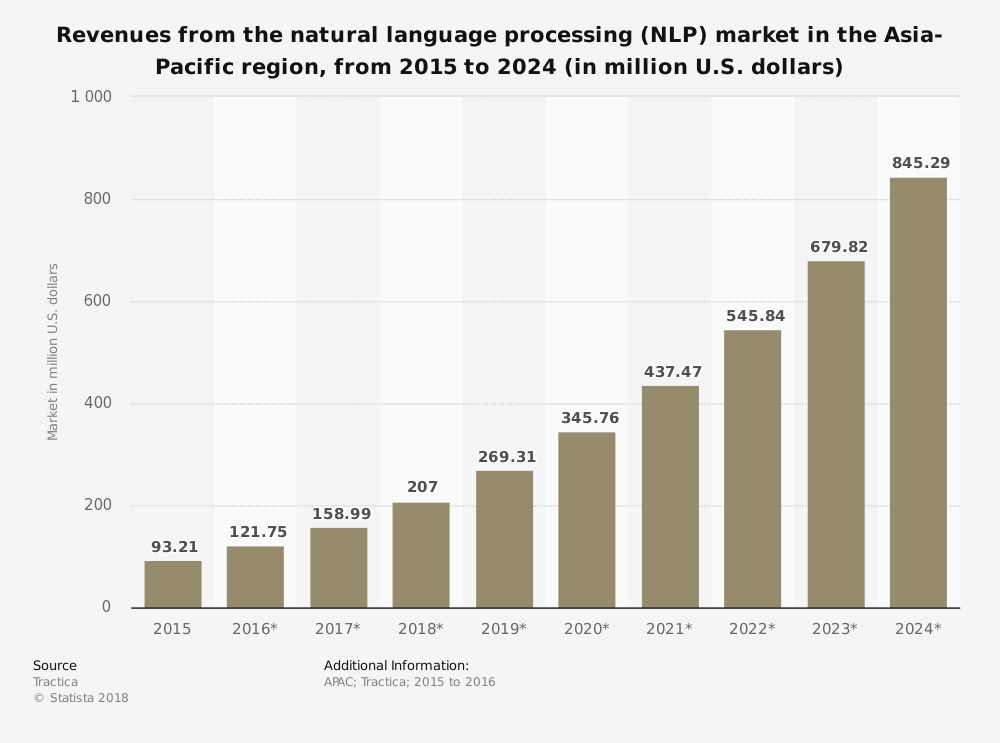 Revenues from the natural language processing (NLP) market in the Asia-
Pacific region, from 2015 to 2024 (in million U.S. dollars)
Market in million U.S. dollars
1 000
800
600
400
200
0
93.21
121.75
158.99
207
269.31
345.76
437.47
545.84
679.82
845.29
2015 2016* 2017* 2018* 2019* 2020* 2021* 2022* 2023* 2024*
Source
Tractica
© Statista 2018
Additional Information:
APAC; Tractica; 2015 to 2016